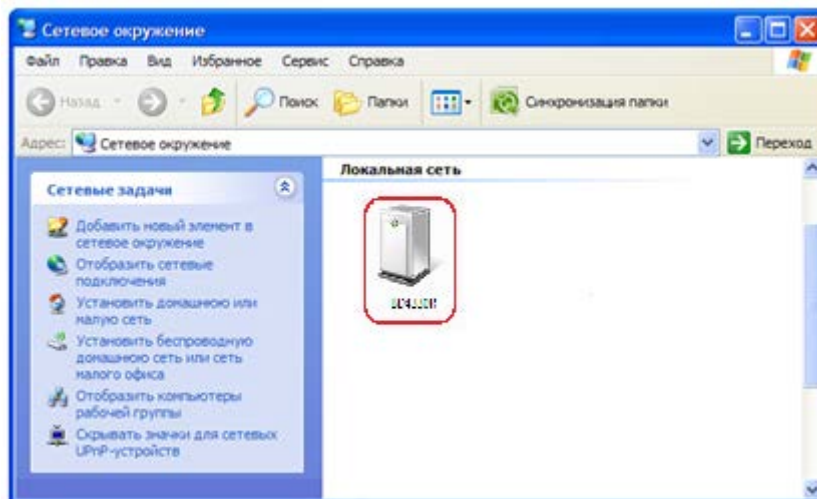 Сетевое окружение
Файл Правка Вид Избранное Сервис Справка
Назад Поиск Папки Синхронизация папки
Адрес: Сетевое окружение Переход
Сетевые задачи
Добавить новый элемент в
сетевое окружение
Отобразить сетевые
подключения
Установить домашнюю или
малую сеть
Установить беспроводную
домашнюю сеть или сеть
малого офиса
Отобразить компьютеры
рабочей группы
Скрывать значки для сетевых
UPnP-устройств
Локальная сеть